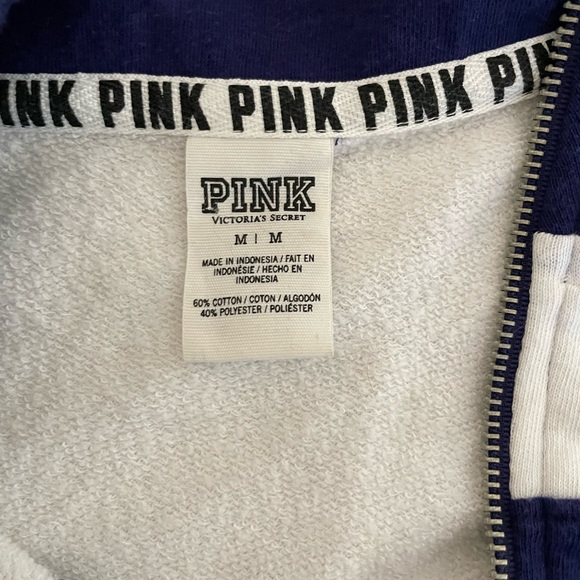 INK PINK PINK PINK PIN
PINK
VICTORIA'S SECRET
M | M
MADE IN INDONESIA / FAIT EN
INDONÉSIE / HECHO EN
INDONESIA
60% COTTON / COTON / ALGODÓN
40% POLYESTER / POLIÉSTER